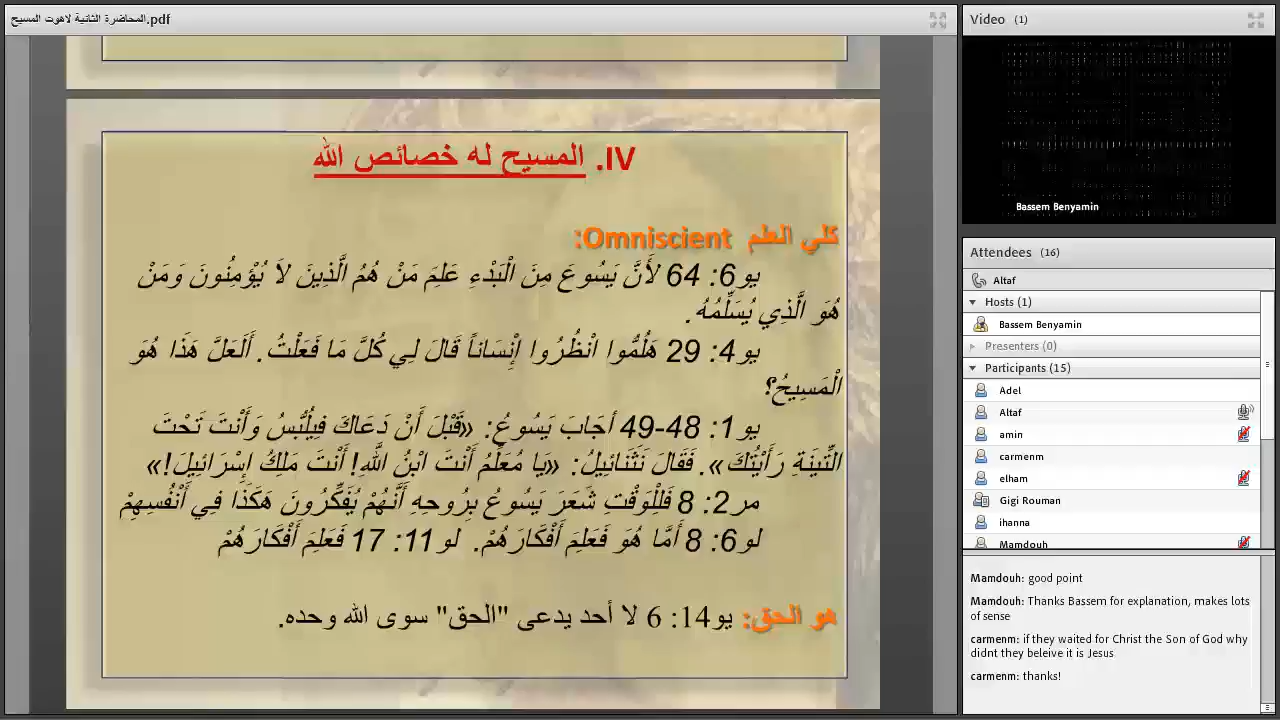 المحاضرة الثانية لاهوت المسيح.pdf
IV. المسيح له خصائص الله
كلي العلم Omniscient:
يو6: 64 لأَنَّ يَسُوعَ مِنَ الْبَدْءِ عَلِمَ مَنْ هُمُ الَّذِينَ لاَ يُؤْمِنُونَ وَمَنْ
هُوَ الَّذِي يُسَلِّمُهُ.
يو4: 29 هَلُمُّوا انْظُرُوا إِنْسَاناً قَالَ لِي كُلَّ مَا فَعَلْتُ. أَلَعَلَّ هَذَا هُوَ
الْمَسِيحُ؟
يو1: 48-49 أجَابَ يَسُوعُ: «قَبْلَ أَنْ دَعَاكَ فِيلُبُّسُ وَأَنْتَ تَحْتَ
التِّينَةِ رَأَيْتُكَ». فَقَالَ نَثَنَائِيلُ: «يَا مُعَلِّمُ أَنْتَ ابْنُ اللَّهِ! أَنْتَ مَلِكُ إِسْرَائِيلَ!»
مر2: 8 فَلِلْوَقْتِ شَعَرَ يَسُوعُ بِرُوحِهِ أَنَّهُمْ يُفَكِّرُونَ هَكَذَا فِي أَنْفُسِهِمْ
لو6: 8 أَمَّا هُوَ فَعَلِمَ أَفْكَارَهُمْ. لو11: 17 فَعَلِمَ أَفْكَارَهُمْ
هو الحق: يو14: 6 لا أحد يدعى "الحق" سوى الله وحده.
Video (1)
Bassem Benyamin
Attendees (16)
Altaf
Hosts (1)
Bassem Benyamin
Presenters (0)
Participants (15)
Adel
Altaf
amin
carmenm
elham
Gigi Rouman
ihanna
Mamdouh
Mamdouh: good point
Mamdouh: Thanks Bassem for explanation, makes lots
of sense
carmenm: if they waited for Christ the Son of God why
didnt they beleive it is Jesus
carmenm: thanks!